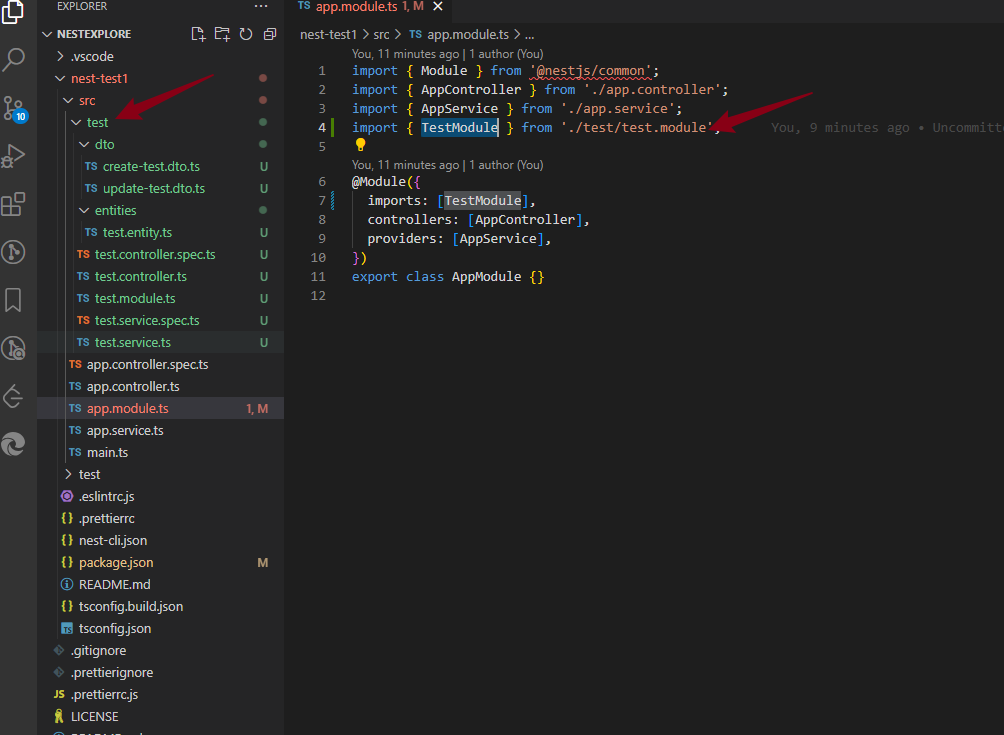 EXPLORER
NESTEXPLORE
.vscode
nest-test1
src
test
dto
TS create-test.dto.ts U
TS update-test.dto.ts U
entities
TS test.entity.ts U
TS test.controller.spec.ts U
TS test.controller.ts U
TS test.module.ts U
TS test.service.spec.ts U
TS test.service.ts U
TS app.controller.spec.ts
TS app.controller.ts
TS app.module.ts 1, M
TS app.service.ts
TS main.ts
test
.eslintrc.js
{} .prettierrc
{} nest-cli.json
{} package.json M
README.md
{} tsconfig.build.json
TS tsconfig.json
.gitignore
.prettierignore
JS .prettierrc.js
LICENSE
10
TS app.module.ts 1, M
nest-test1 > src > TS app.module.ts > ...
You, 11 minutes ago | 1 author (You)
1 import { Module } from '@nestjs/common';
2 import { AppController } from './app.controller';
3 import { AppService } from './app.service';
4 import { TestModule } from './test/test.module'; You, 9 minutes ago • Uncommitte
5
You, 11 minutes ago | 1 author (You)
6 @Module({
7 imports: [TestModule],
8 controllers: [AppController],
9 providers: [AppService],
10 })
11 export class AppModule {}
12